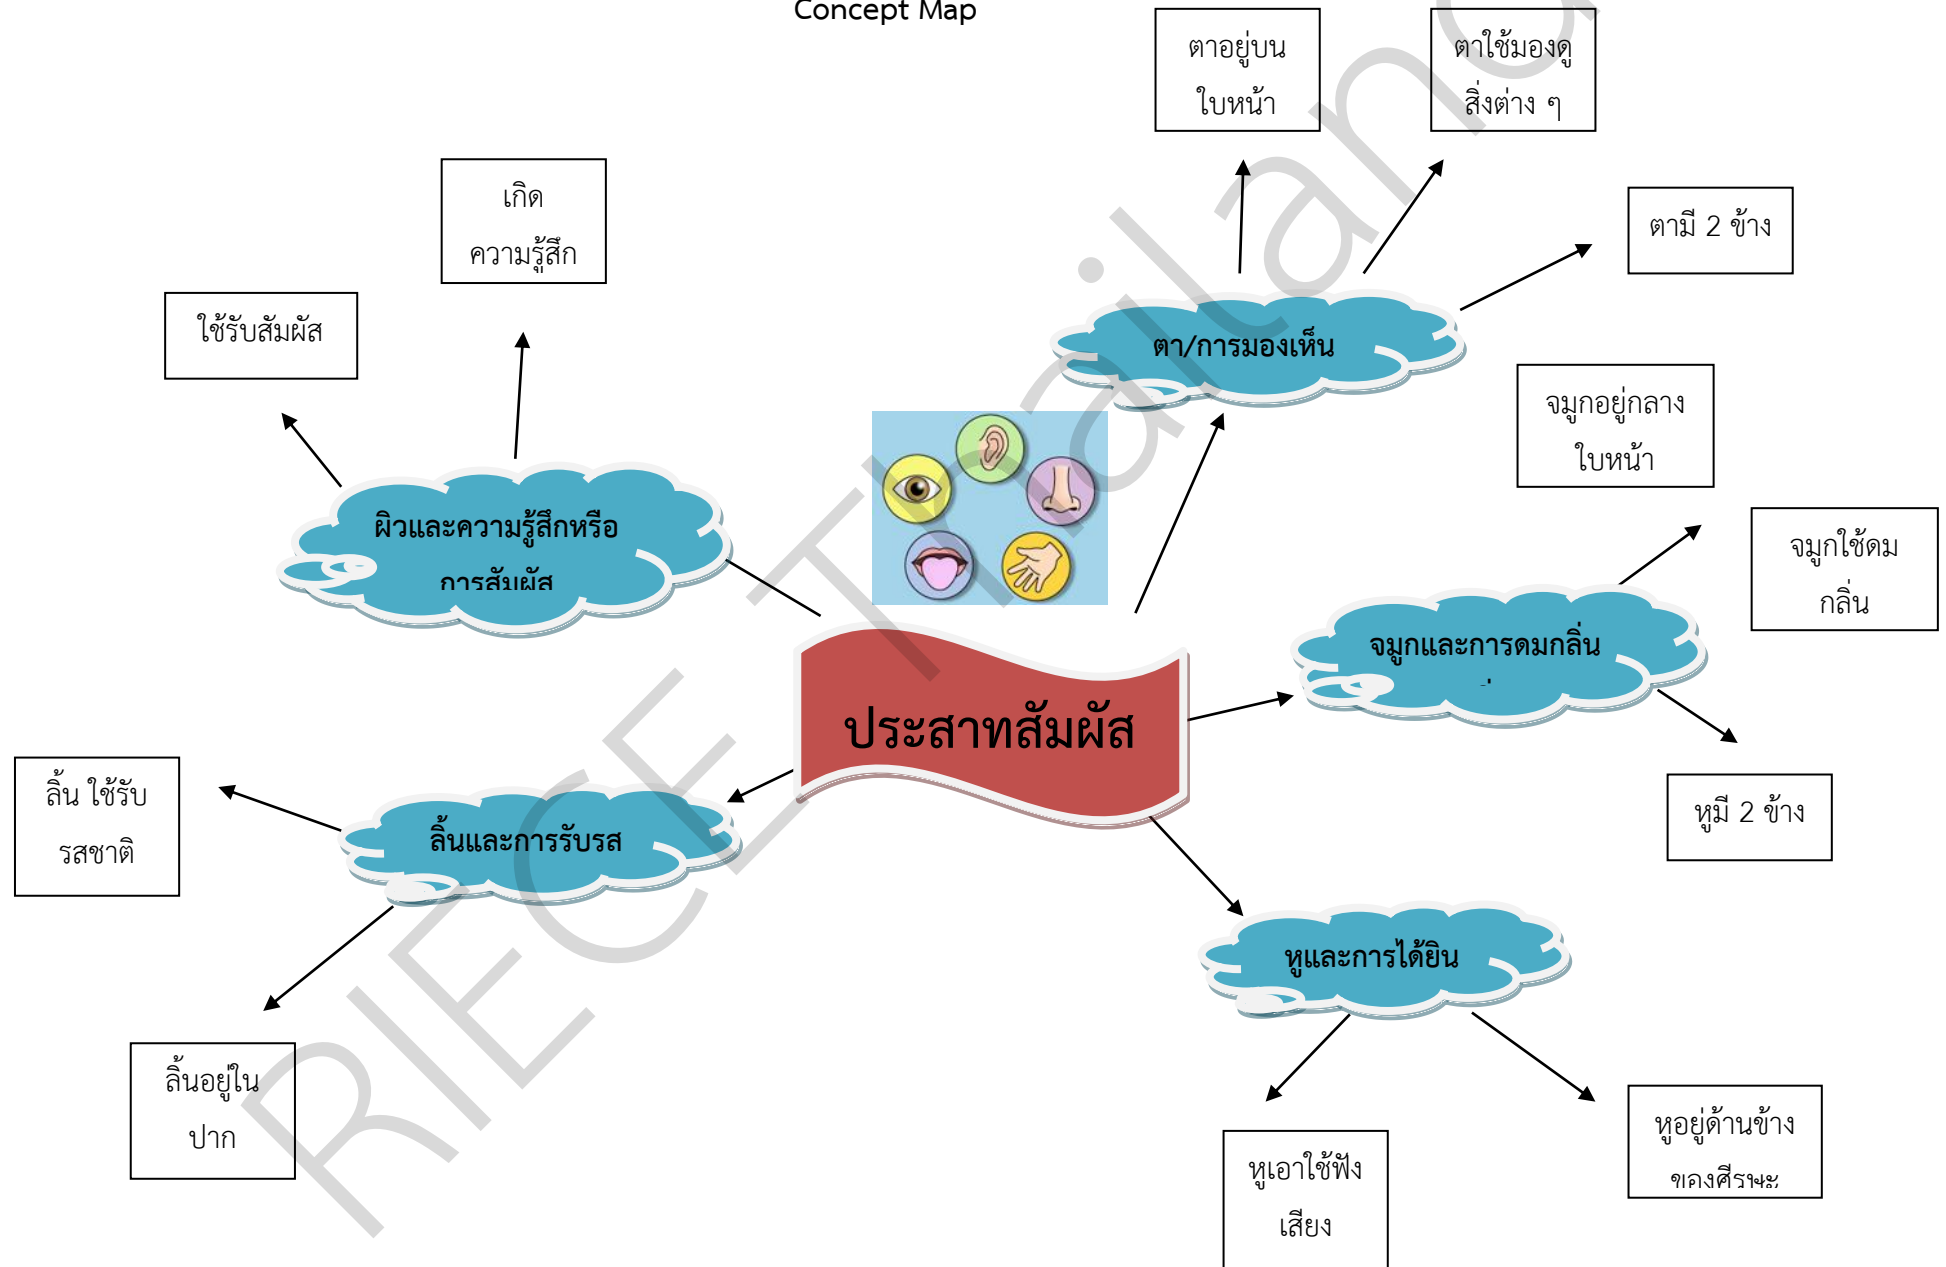 Concept Map
ตาอยู่บน
ใบหน้า
ตาใช้มองดู
สิ่งต่าง ๆ
ตามี 2 ข้าง
เกิด
ความรู้สึก
ใช้รับสัมผัส
ตา/การมองเห็น
จมูกอยู่กลาง
ใบหน้า
จมูกใช้ดม
กลิ่น
ผิวและความรู้สึกหรือ
การสัมผัส
จมูกและการดมกลิ่น
ประสาทสัมผัส
หูมี 2 ข้าง
ลิ้น ใช้รับ
รสชาติ
ลิ้นและการรับรส
หูและการได้ยิน
ลิ้นอยู่ใน
ปาก
หูเอาใช้ฟัง
เสียง
หูอยู่ด้านข้าง
ของศีรษะ
RIECE Thailand